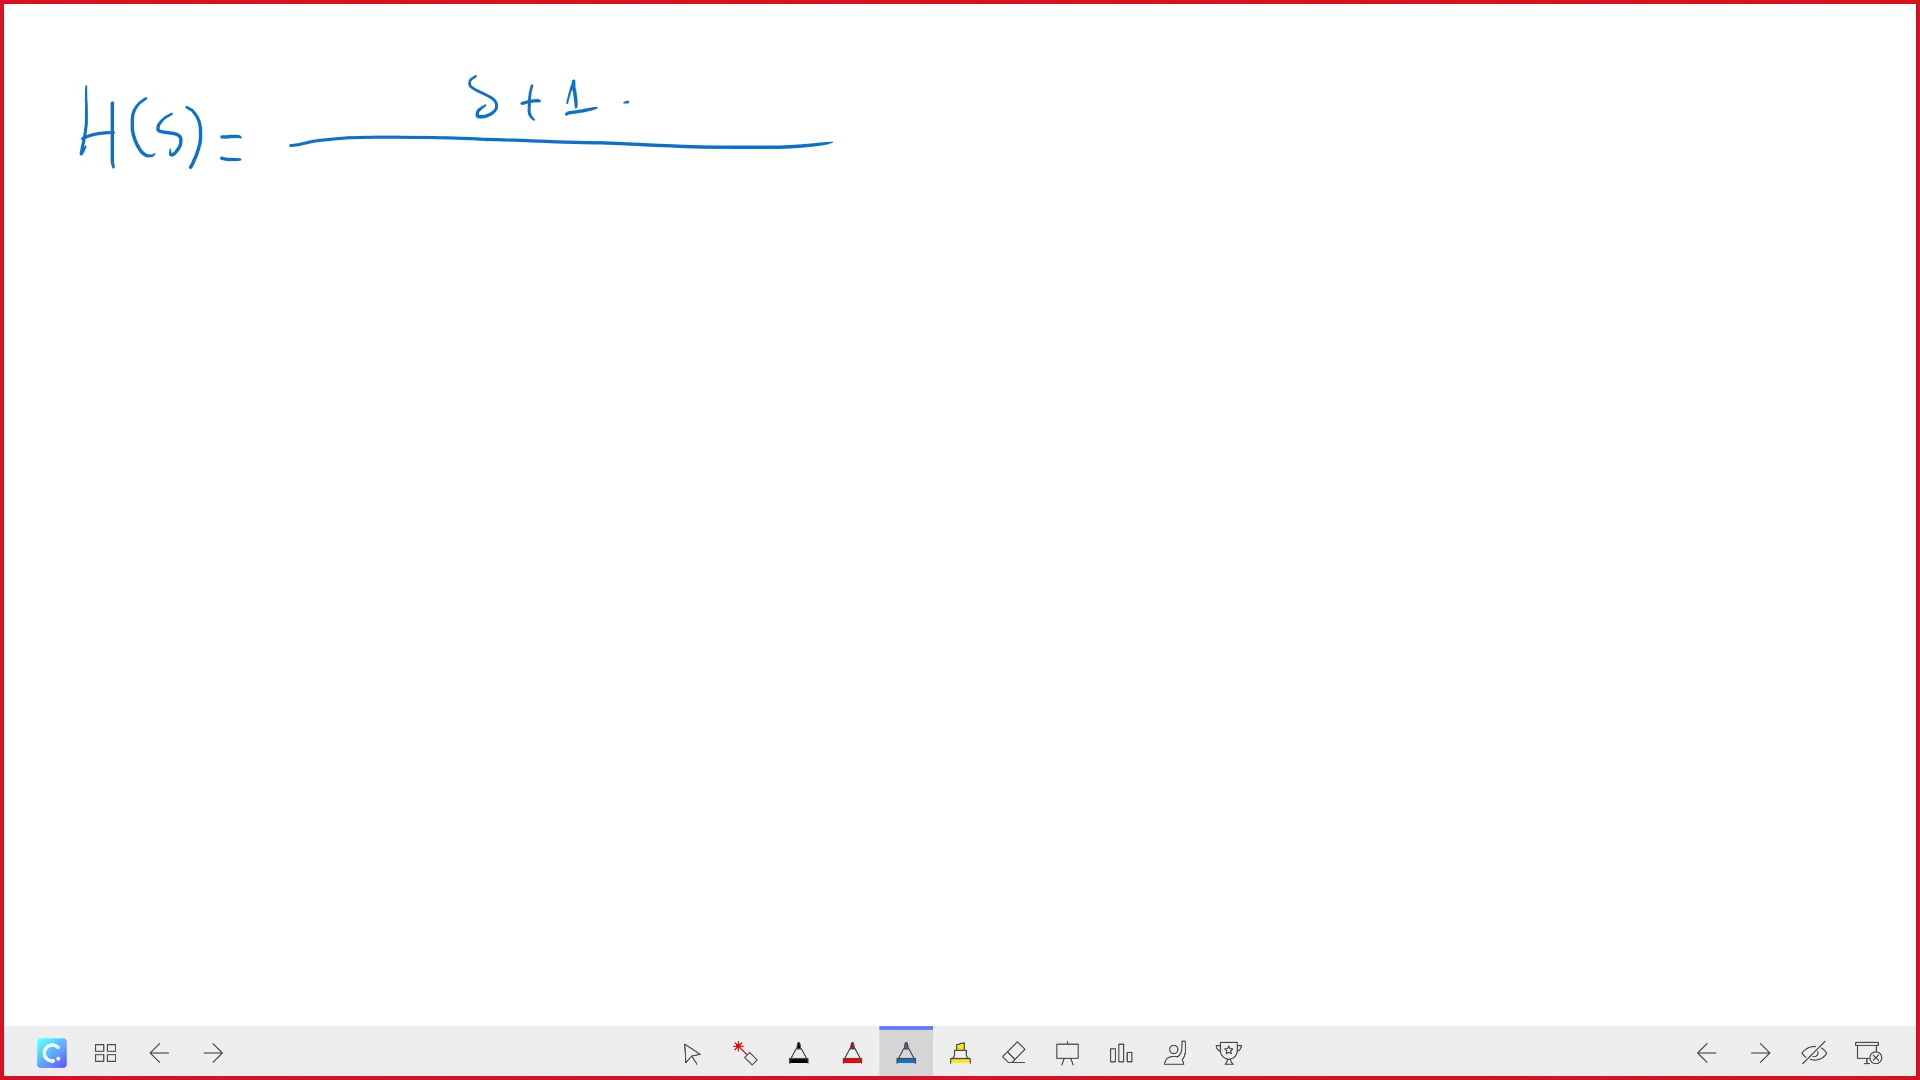 H(s) = s + 1 .